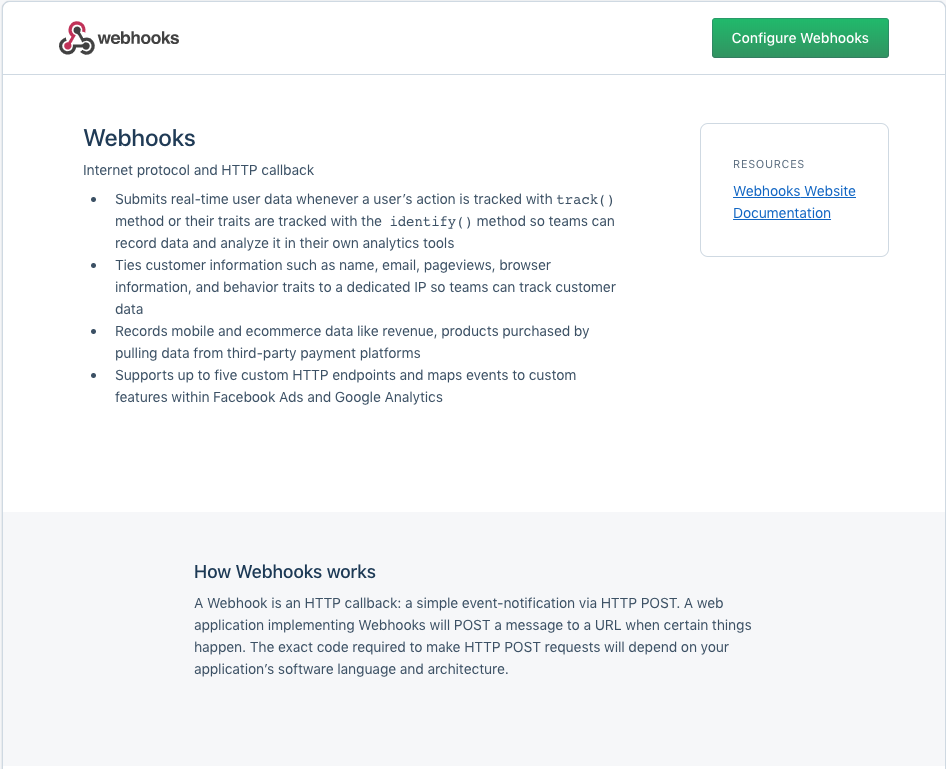 webhooks
Configure Webhooks
Webhooks
Internet protocol and HTTP callback
• Submits real-time user data whenever a user’s action is tracked with track()
method or their traits are tracked with the identify() method so teams can
record data and analyze it in their own analytics tools
• Ties customer information such as name, email, pageviews, browser
information, and behavior traits to a dedicated IP so teams can track customer
data
• Records mobile and ecommerce data like revenue, products purchased by
pulling data from third-party payment platforms
• Supports up to five custom HTTP endpoints and maps events to custom
features within Facebook Ads and Google Analytics
RESOURCES
Webhooks Website
Documentation
How Webhooks works
A Webhook is an HTTP callback: a simple event-notification via HTTP POST. A web
application implementing Webhooks will POST a message to a URL when certain things
happen. The exact code required to make HTTP POST requests will depend on your
application’s software language and architecture.